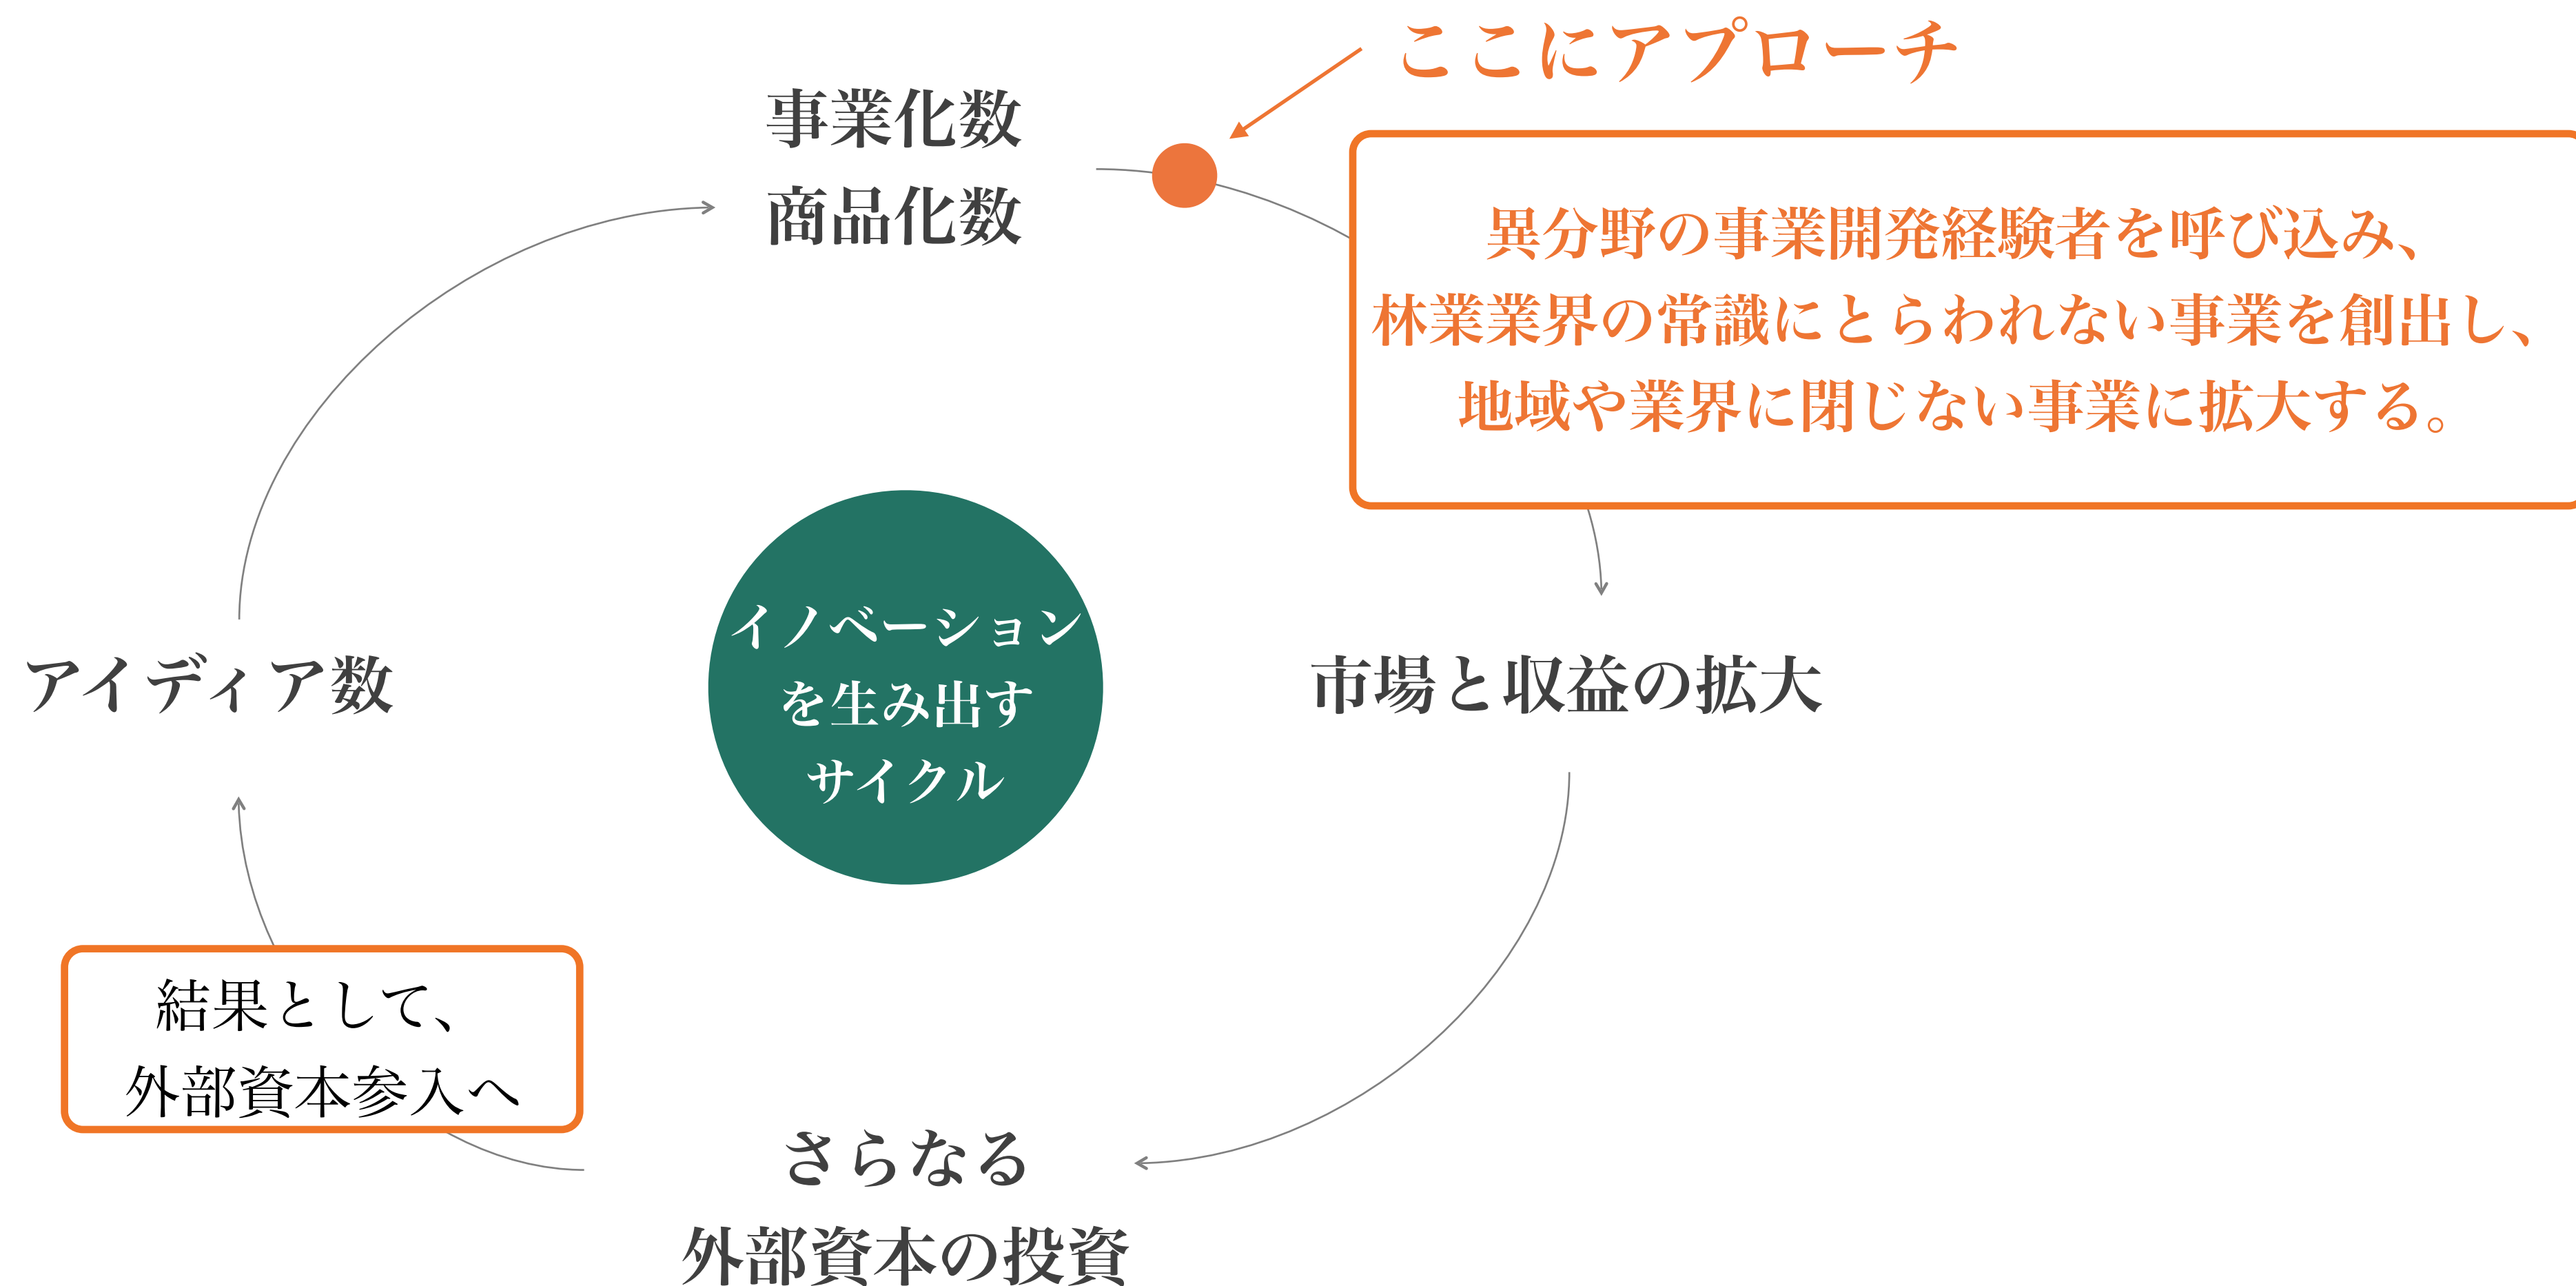 ここにアプローチ
事業化数
商品化数
異分野の事業開発経験者を呼び込み、
林業業界の常識にとらわれない事業を創出し、
地域や業界に閉じない事業に拡大する。
イノベーション
を生み出す
サイクル
アイディア数
市場と収益の拡大
結果として、
外部資本参入へ
さらなる
外部資本の投資